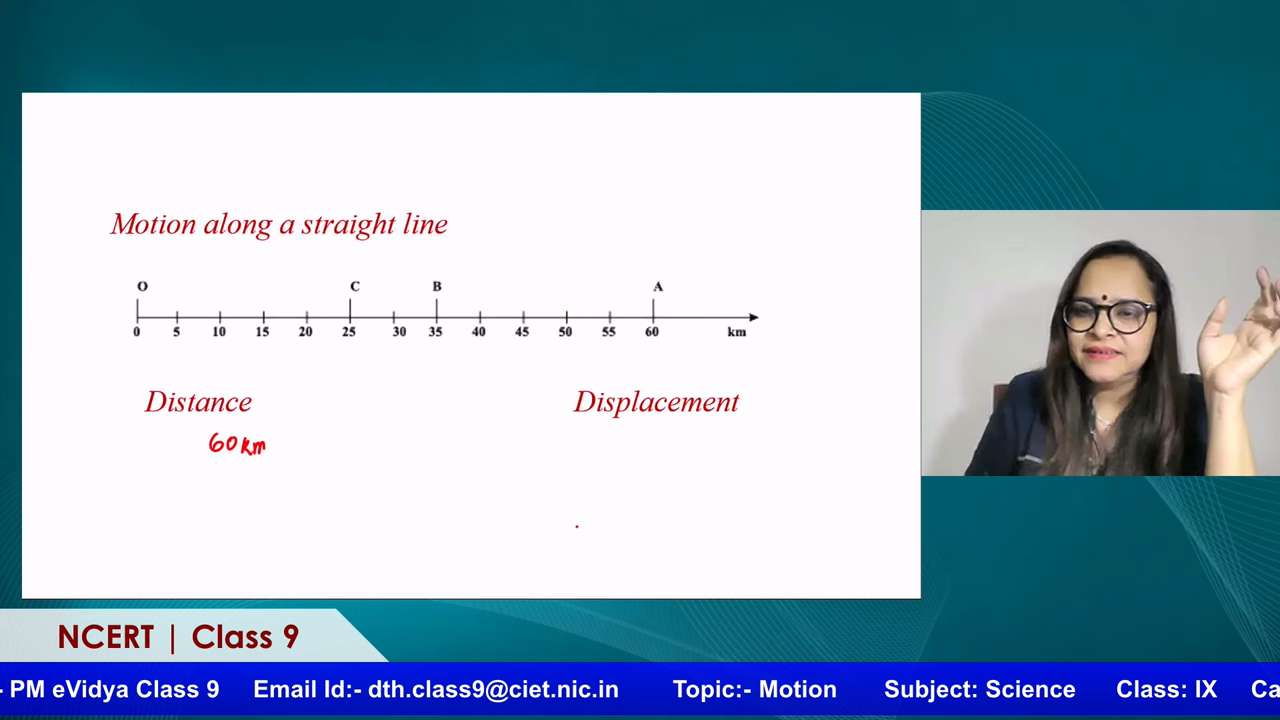 Motion along a straight line
O C B A
0 5 10 15 20 25 30 35 40 45 50 55 60 km
Distance Displacement
60 km
NCERT | Class 9
- PM eVidya Class 9 Email Id:- dth.class9@ciet.nic.in Topic:- Motion Subject: Science Class: IX Ca